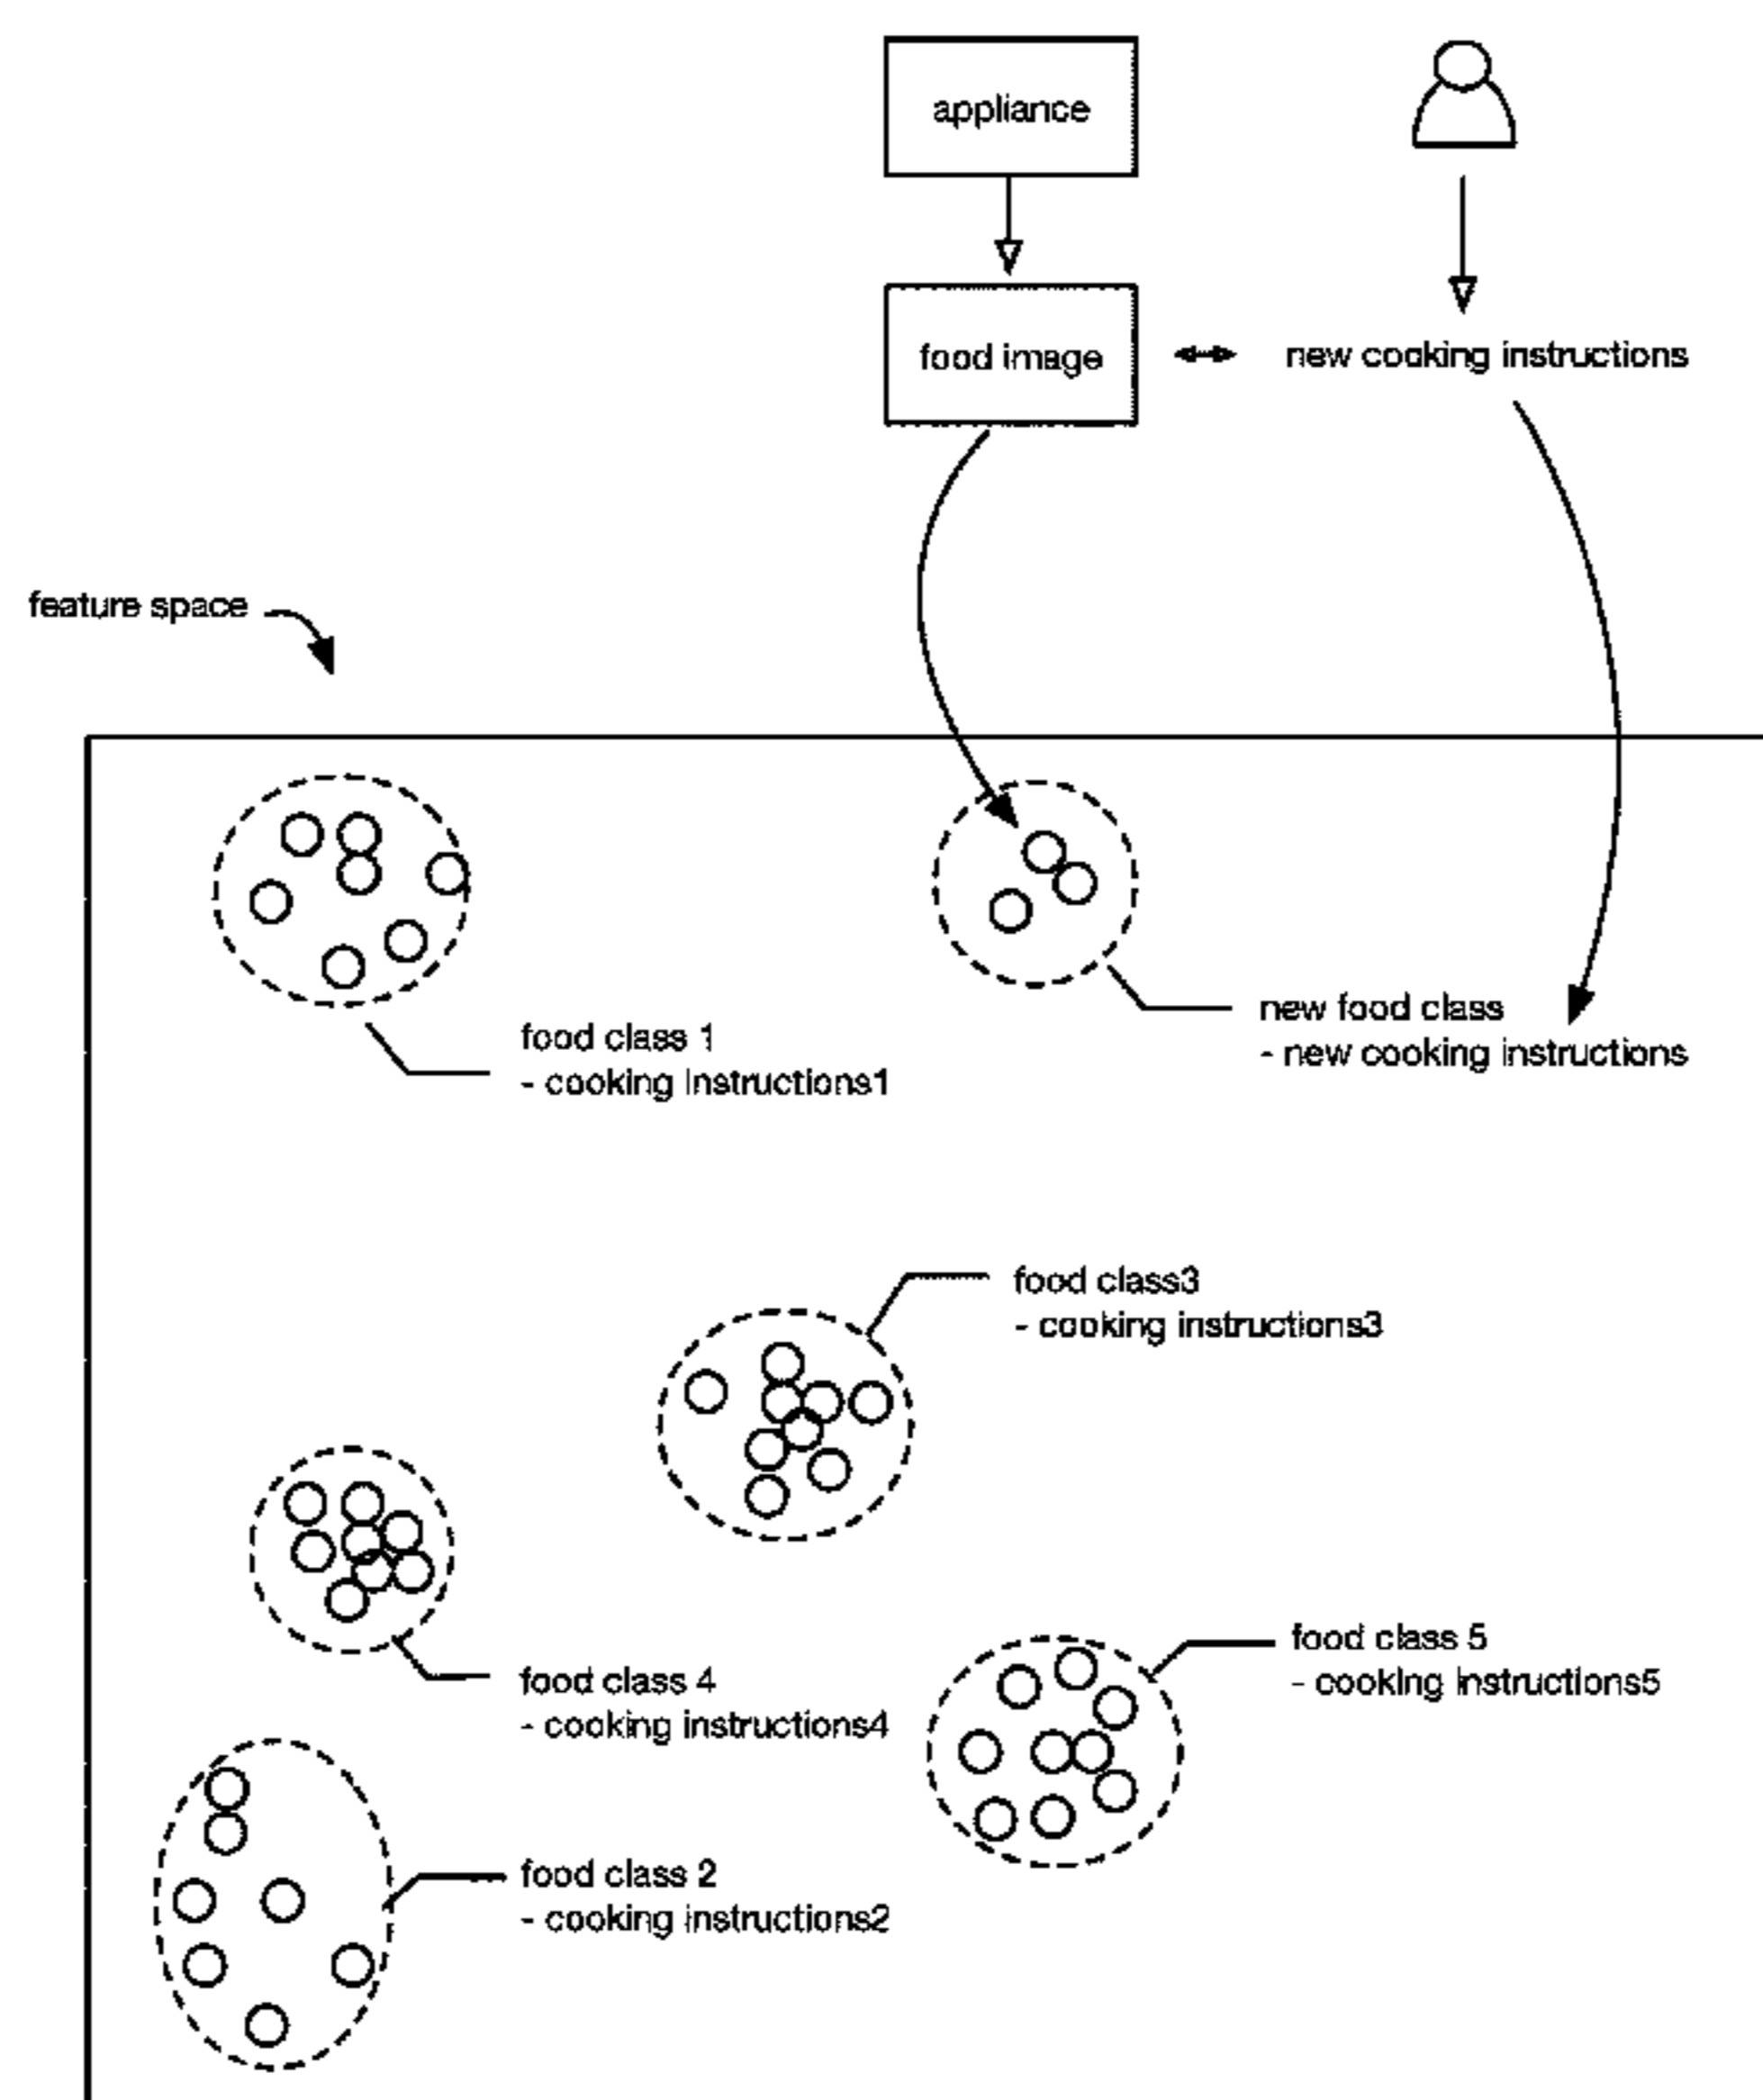 appliance
food image
new cooking instructions
feature space
new food class
- new cooking instructions
food class 1
- cooking instructions1
food class3
- cooking instructions3
food class 5
- cooking instructions5
food class 4
- cooking instructions4
food class 2
- cooking instructions2